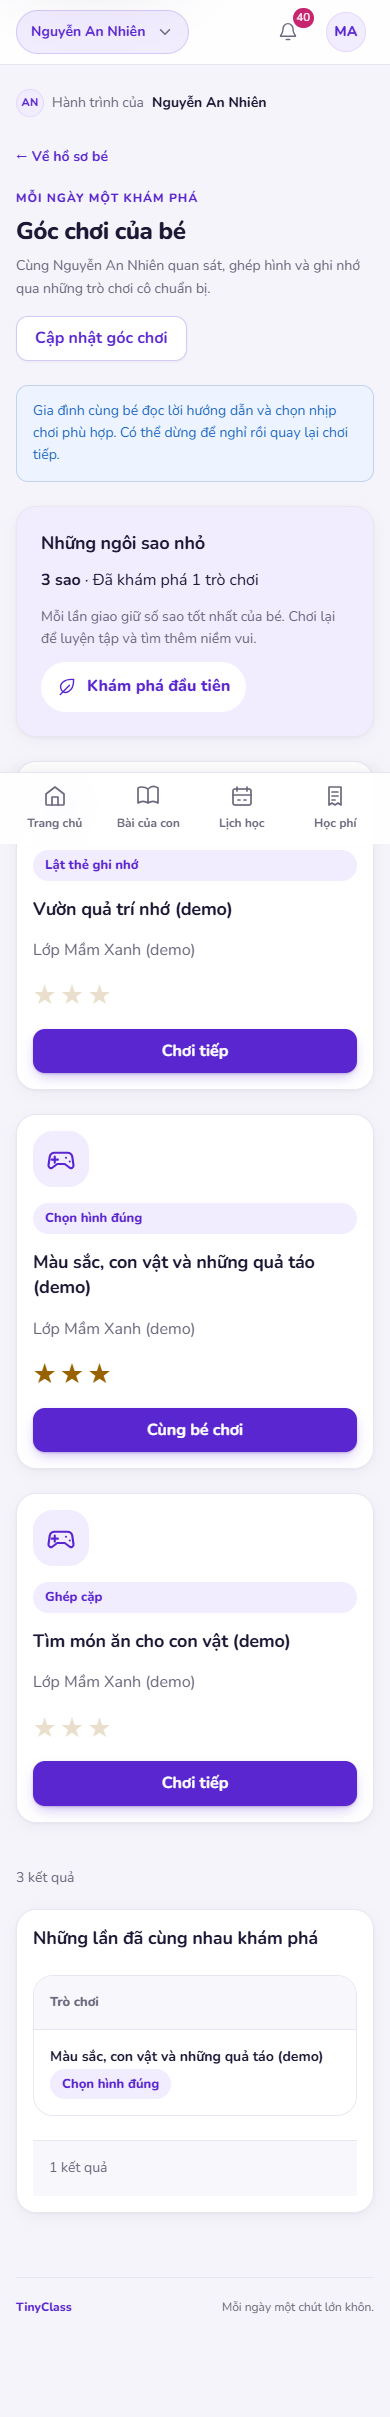 Nguyễn An Nhiên
40
MA
AN Hành trình của Nguyễn An Nhiên
← Về hồ sơ bé
MỖI NGÀY MỘT KHÁM PHÁ
Góc chơi của bé
Cùng Nguyễn An Nhiên quan sát, ghép hình và ghi nhớ
qua những trò chơi cô chuẩn bị.
Cập nhật góc chơi
Gia đình cùng bé đọc lời hướng dẫn và chọn nhịp
chơi phù hợp. Có thể dừng để nghỉ rồi quay lại chơi
tiếp.
Những ngôi sao nhỏ
3 sao · Đã khám phá 1 trò chơi
Mỗi lần giao giữ số sao tốt nhất của bé. Chơi lại
để luyện tập và tìm thêm niềm vui.
Khám phá đầu tiên
Trang chủ
Bài của con
Lịch học
Học phí
Lật thẻ ghi nhớ
Vườn quả trí nhớ (demo)
Lớp Mầm Xanh (demo)
★ ★ ★
Chơi tiếp
Chọn hình đúng
Màu sắc, con vật và những quả táo
(demo)
Lớp Mầm Xanh (demo)
★ ★ ★
Cùng bé chơi
Ghép cặp
Tìm món ăn cho con vật (demo)
Lớp Mầm Xanh (demo)
★ ★ ★
Chơi tiếp
3 kết quả
Những lần đã cùng nhau khám phá
Trò chơi
Màu sắc, con vật và những quả táo (demo)
Chọn hình đúng
1 kết quả
TinyClass
Mỗi ngày một chút lớn khôn.